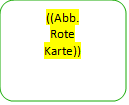 ((Abb.
Rote
Karte))